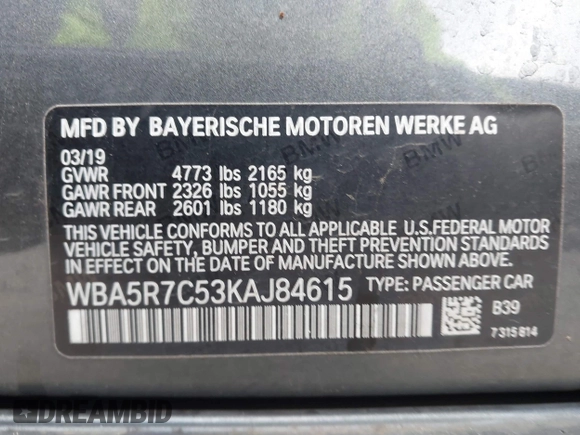 MFD BY BAYERISCHE MOTOREN WERKE AG
03/19
GVWR 4773 lbs 2165 kg
GAWR FRONT 2326 lbs 1055 kg
GAWR REAR 2601 lbs 1180 kg
THIS VEHICLE CONFORMS TO ALL APPLICABLE U.S.FEDERAL MOTOR
VEHICLE SAFETY, BUMPER AND THEFT PREVENTION STANDARDS
IN EFFECT ON THE DATE OF MANUFACTURE SHOWN ABOVE.
WBA5R7C53KAJ84615 TYPE: PASSENGER CAR
B39
7315814
DREAMBID